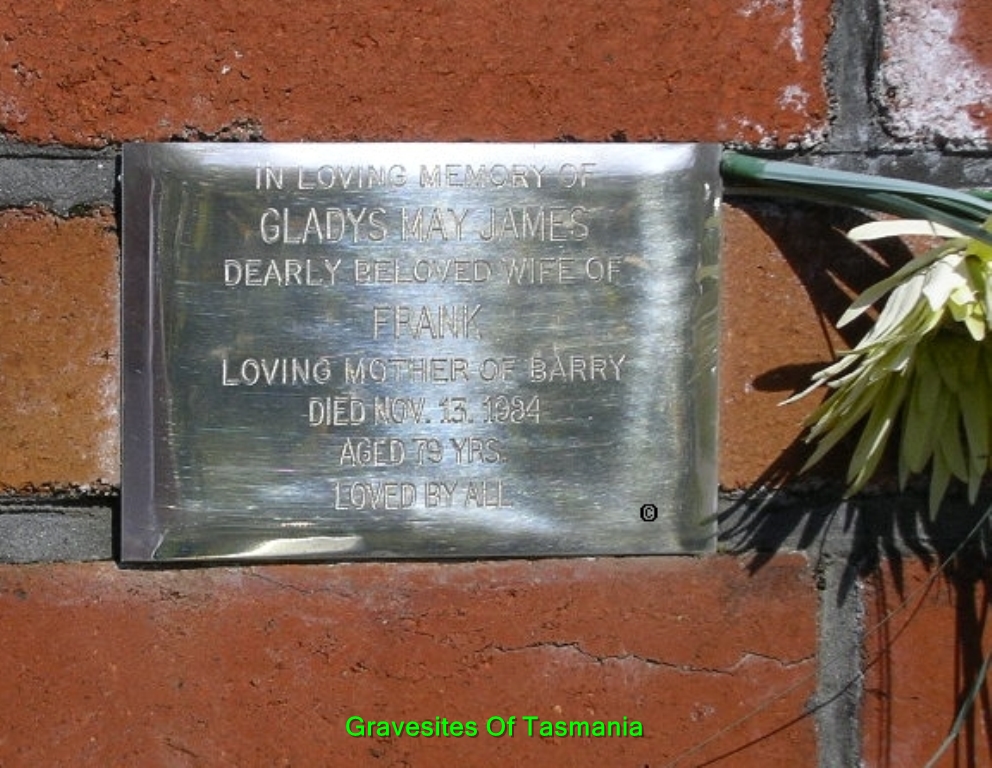 IN LOVING MEMORY OF
GLADYS MAY JAMES
DEARLY BELOVED WIFE OF
FRANK
LOVING MOTHER OF BARRY
DIED NOV. 13. 1984
AGED 79 YRS.
LOVED BY ALL
©
Gravesites Of Tasmania